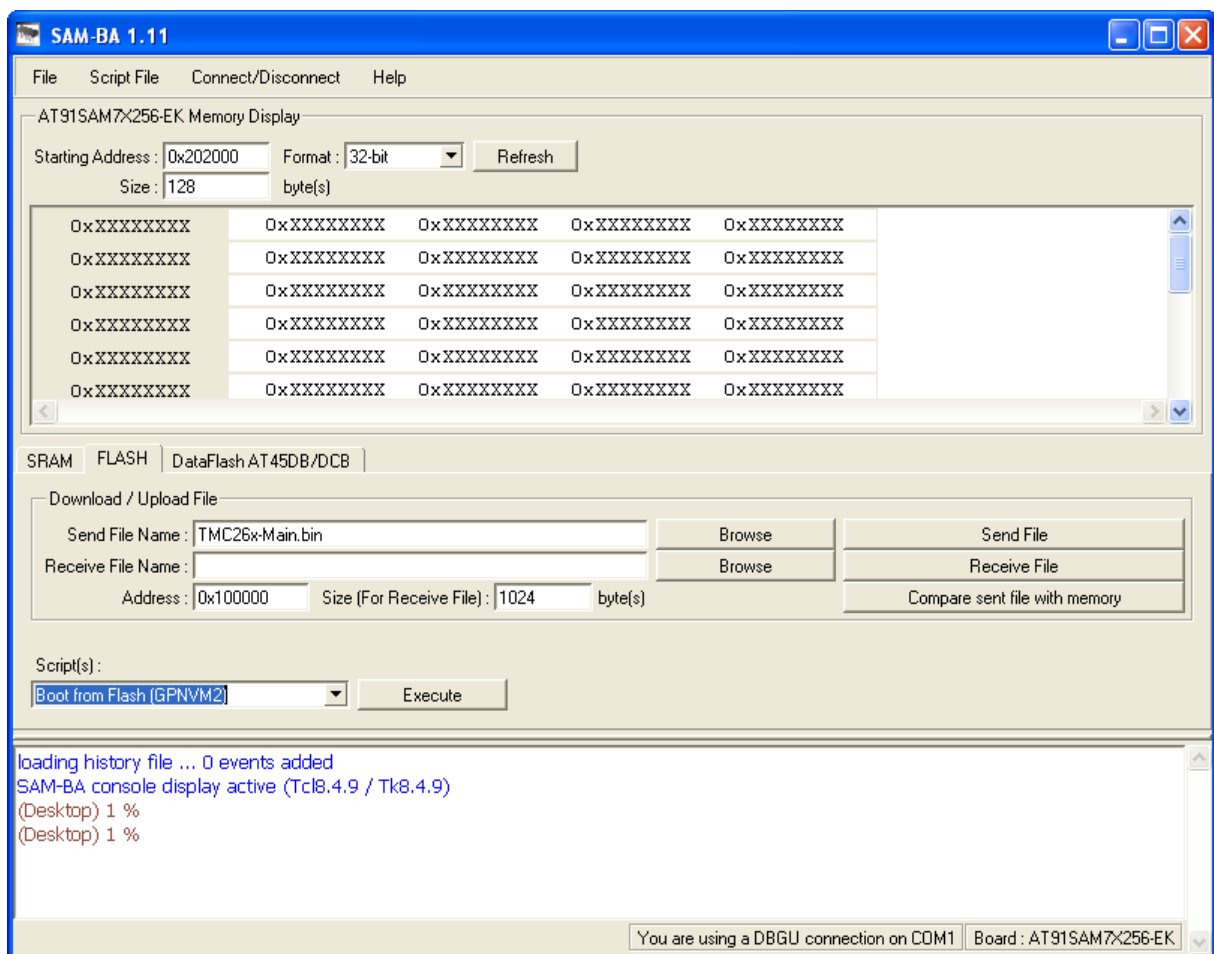 SAM-BA 1.11
File Script File Connect/Disconnect Help
AT91SAM7X256-EK Memory Display
Starting Address : 0x202000 Format : 32-bit Refresh
Size : 128 byte(s)
0xXXXXXXXX 0xXXXXXXXX 0xXXXXXXXX 0xXXXXXXXX 0xXXXXXXXX
0xXXXXXXXX 0xXXXXXXXX 0xXXXXXXXX 0xXXXXXXXX 0xXXXXXXXX
0xXXXXXXXX 0xXXXXXXXX 0xXXXXXXXX 0xXXXXXXXX 0xXXXXXXXX
0xXXXXXXXX 0xXXXXXXXX 0xXXXXXXXX 0xXXXXXXXX 0xXXXXXXXX
0xXXXXXXXX 0xXXXXXXXX 0xXXXXXXXX 0xXXXXXXXX 0xXXXXXXXX
0xXXXXXXXX 0xXXXXXXXX 0xXXXXXXXX 0xXXXXXXXX 0xXXXXXXXX
SRAM FLASH DataFlash AT45DB/DCB
Download / Upload File
Send File Name : TMC26x-Main.bin Browse Send File
Receive File Name : Browse Receive File
Address : 0x100000 Size (For Receive File) : 1024 byte(s) Compare sent file with memory
Script(s) :
Boot from Flash (GPNVM2) Execute
loading history file ... 0 events added
SAM-BA console display active (Tcl8.4.9 / Tk8.4.9)
(Desktop) 1 %
(Desktop) 1 %
You are using a DBGU connection on COM1 Board : AT91SAM7X256-EK